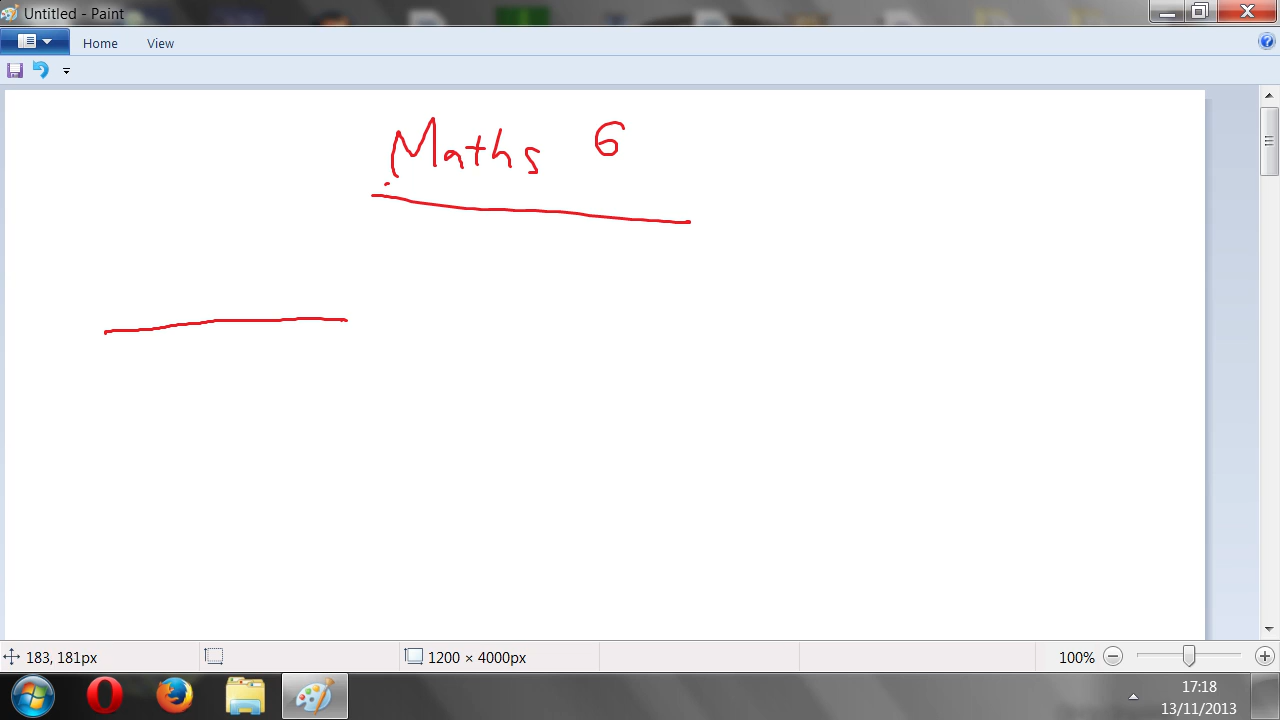 Untitled - Paint
Home View
Maths 6
183, 181px 1200 × 4000px 100%
17:18
13/11/2013